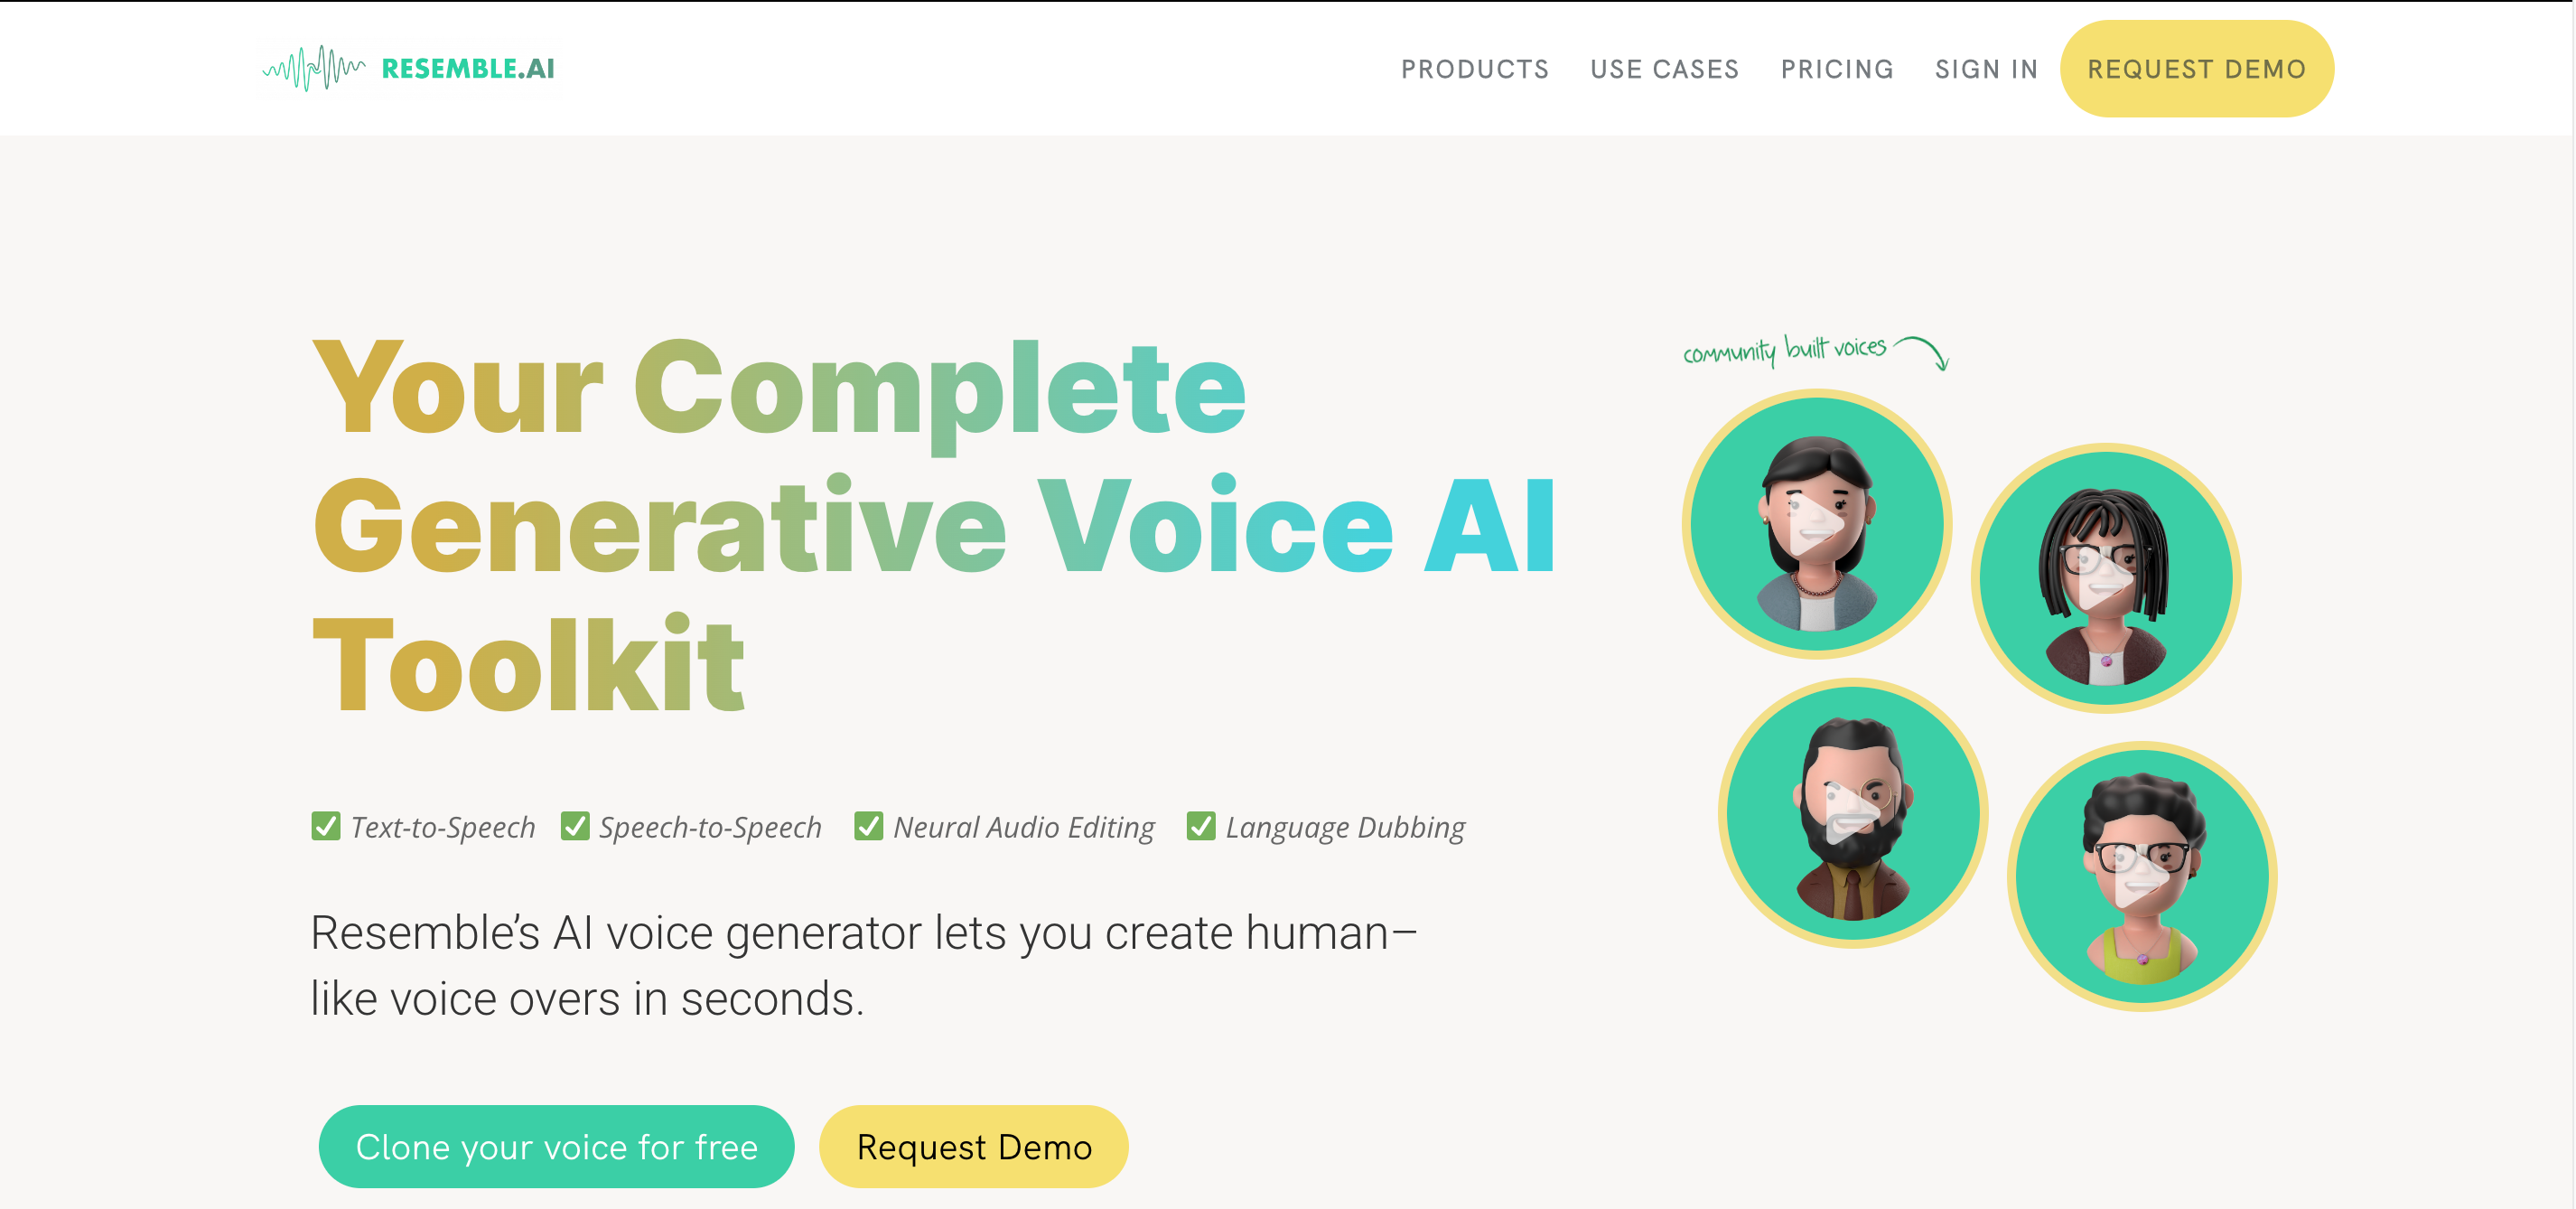 RESEMBLE.AI
PRODUCTS USE CASES PRICING SIGN IN REQUEST DEMO
Your Complete
Generative Voice AI
Toolkit
community built voices
Text-to-Speech Speech-to-Speech Neural Audio Editing Language Dubbing
Resemble’s AI voice generator lets you create human–
like voice overs in seconds.
Clone your voice for free Request Demo